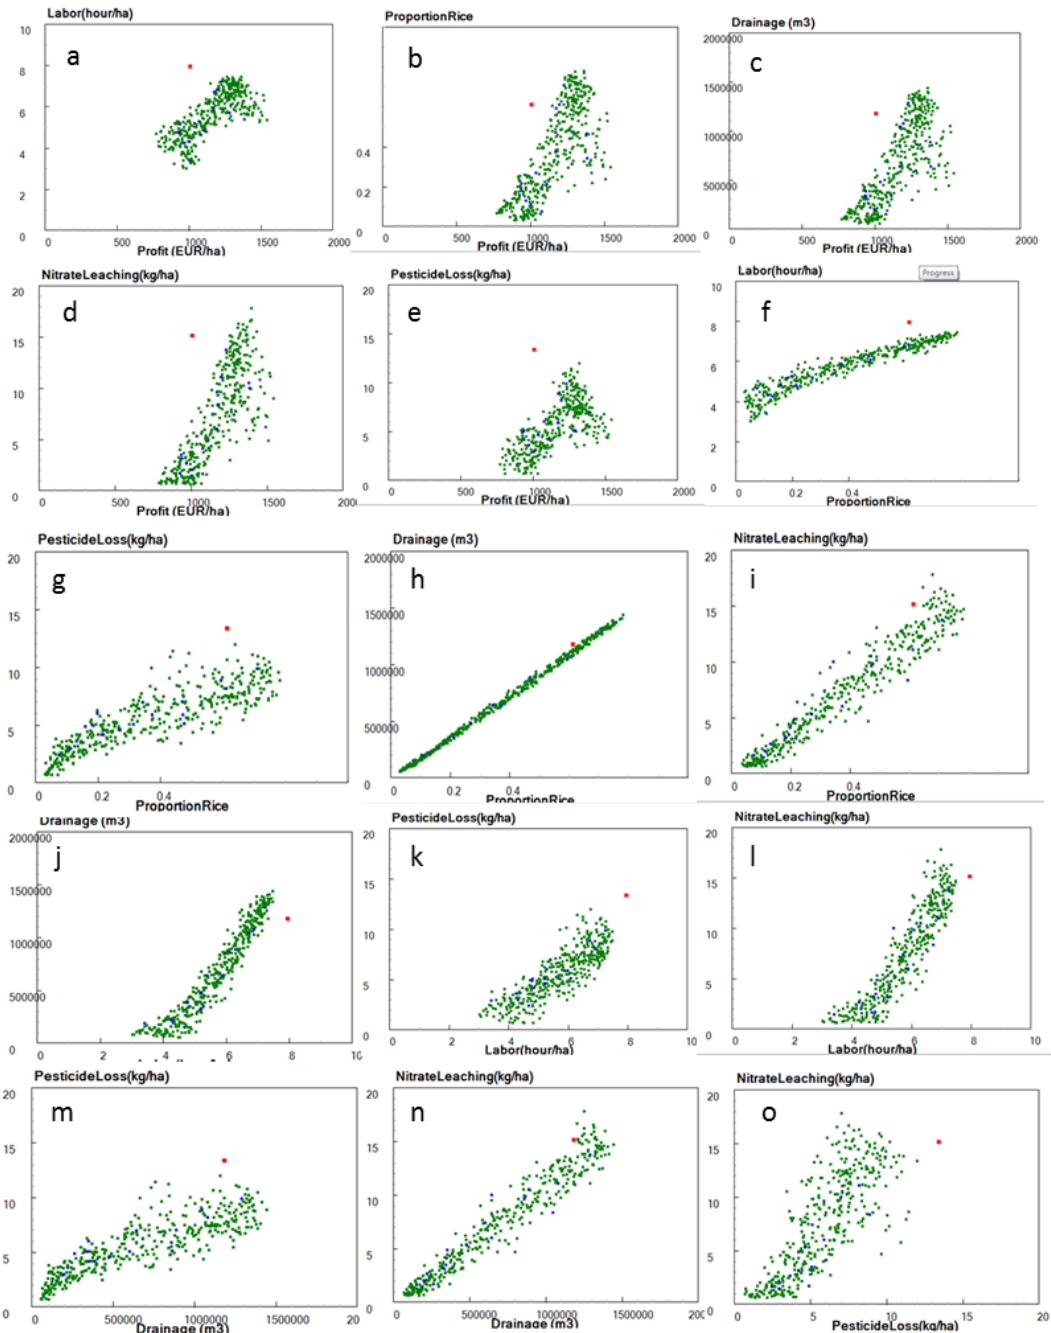 Labor(hour/ha)
10
8
6
4
2
0
a
0 500 1000 1500 2000
Profit (EUR/ha)
ProportionRice
0.4
0.2
0
b
0 500 1000 1500 2000
Profit (EUR/ha)
Drainage (m3)
2000000
1500000
1000000
500000
0
c
0 500 1000 1500 2000
Profit (EUR/ha)
NitrateLeaching(kg/ha)
20
15
10
5
0
d
0 500 1000 1500 200
Profit (EUR/ha)
PesticideLoss(kg/ha)
20
15
10
5
0
e
0 500 1000 1500 2000
Profit (EUR/ha)
Labor(hour/ha)
Progress
10
8
6
4
2
0
f
0 0.2 0.4
ProportionRice
PesticideLoss(kg/ha)
20
15
10
5
0
g
0 0.2 0.4
ProportionRice
Drainage (m3)
2000000
1500000
1000000
500000
0
h
0 0.2 0.4
ProportionRice
NitrateLeaching(kg/ha)
20
15
10
5
0
i
0 0.2 0.4
ProportionRice
Drainage (m3)
2000000
1500000
1000000
500000
0
j
0 2 4 6 8
PesticideLoss(kg/ha)
20
15
10
5
0
k
0 2 4 6 8 10
Labor(hour/ha)
NitrateLeaching(kg/ha)
20
15
10
5
0
l
0 2 4 6 8 10
Labor(hour/ha)
PesticideLoss(kg/ha)
20
15
10
5
0
m
0 500000 1000000 1500000
Drainage (m3)
NitrateLeaching(kg/ha)
20
15
10
5
0
n
0 500000 1000000 1500000 200
Drainage (m3)
NitrateLeaching(kg/ha)
20
15
10
5
0
o
5 10 15 20
PesticideLoss(kg/ha)